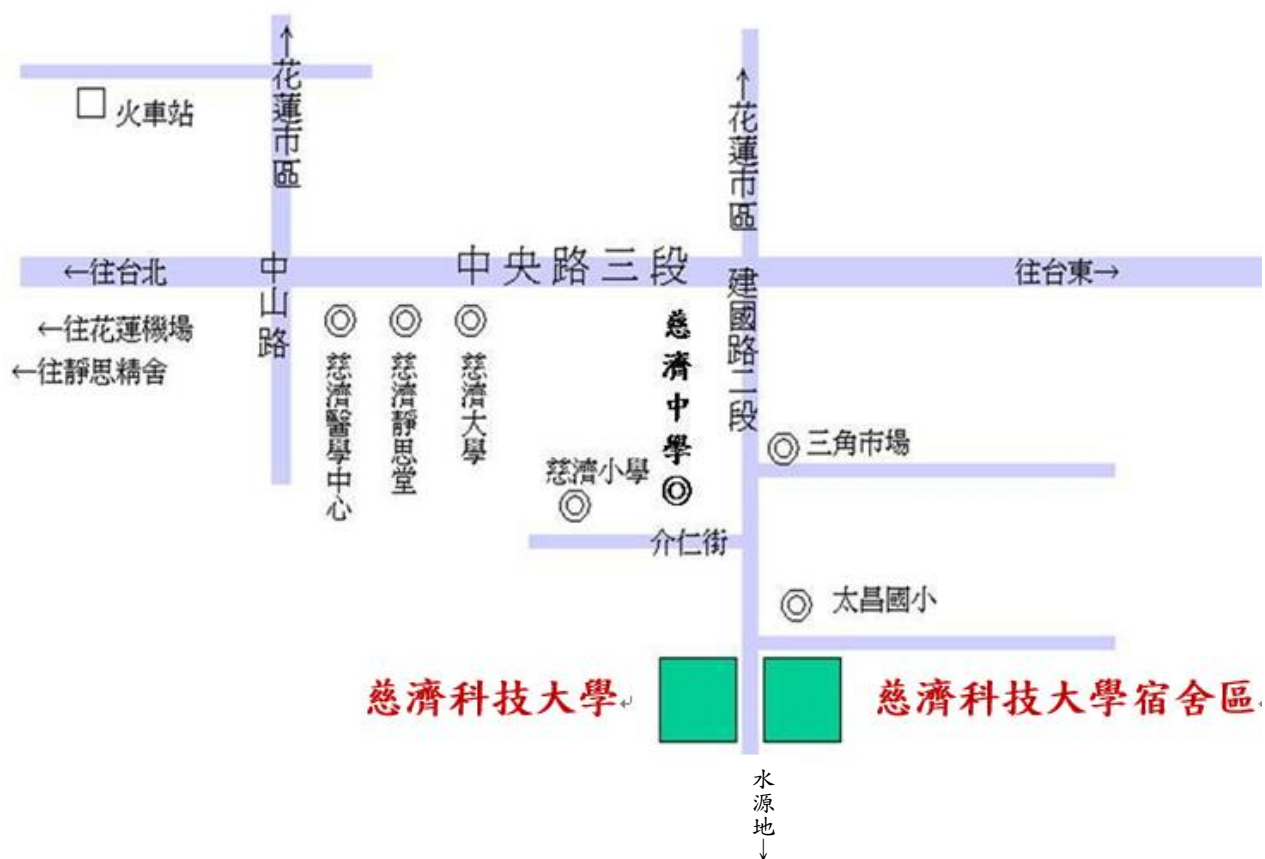 ↑花蓮市區
↑花蓮市區
火車站
←往台北
中山路
中央路三段
建國路二段
往台東→
←往花蓮機場
←往靜思精舍
慈濟醫學中心
慈濟靜思堂
慈濟大學
慈濟中學
三角市場
慈濟小學
介仁街
太昌國小
慈濟科技大學
慈濟科技大學宿舍區
水源地↓